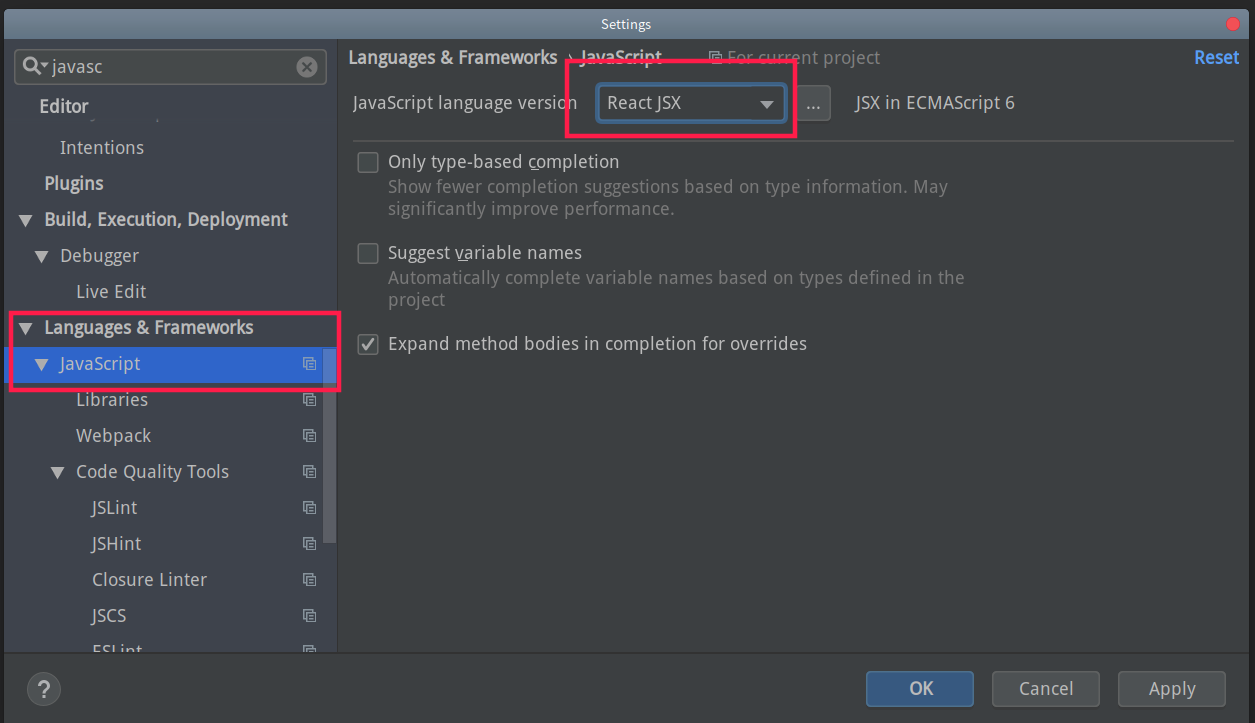 Settings
javasc
Editor
Intentions
Plugins
Build, Execution, Deployment
Debugger
Live Edit
Languages & Frameworks
JavaScript
Libraries
Webpack
Code Quality Tools
JSLint
JSHint
Closure Linter
JSCS
ESLint
Languages & Frameworks › JavaScript For current project Reset
JavaScript language version React JSX ... JSX in ECMAScript 6
Only type-based completion
Show fewer completion suggestions based on type information. May
significantly improve performance.
Suggest variable names
Automatically complete variable names based on types defined in the
project
Expand method bodies in completion for overrides
?
OK Cancel Apply